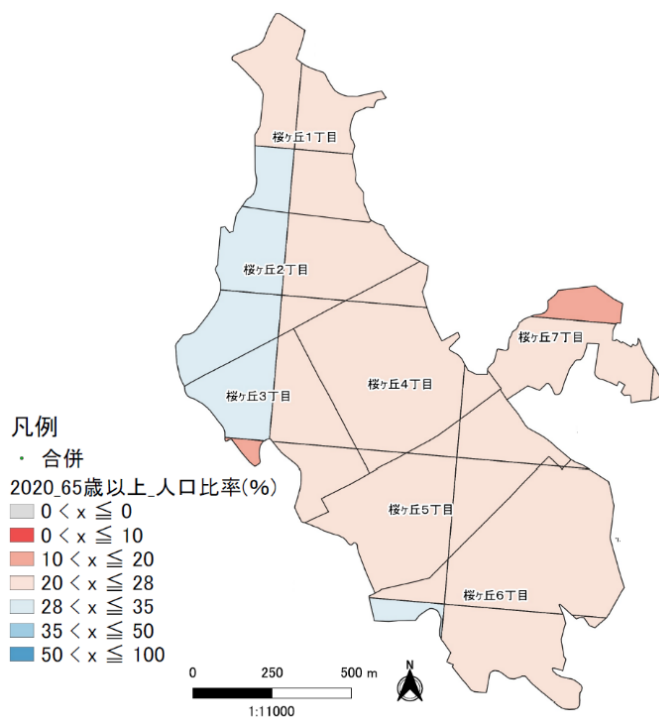 桜ヶ丘1丁目
桜ヶ丘2丁目
桜ヶ丘7丁目
桜ヶ丘4丁目
桜ヶ丘3丁目
桜ヶ丘5丁目
桜ヶ丘6丁目
凡例
合併
2020_65歳以上_人口比率(%)
0 < x ≦ 0
0 < x ≦ 10
10 < x ≦ 20
20 < x ≦ 28
28 < x ≦ 35
35 < x ≦ 50
50 < x ≦ 100
0 250 500 m
1:11000
N